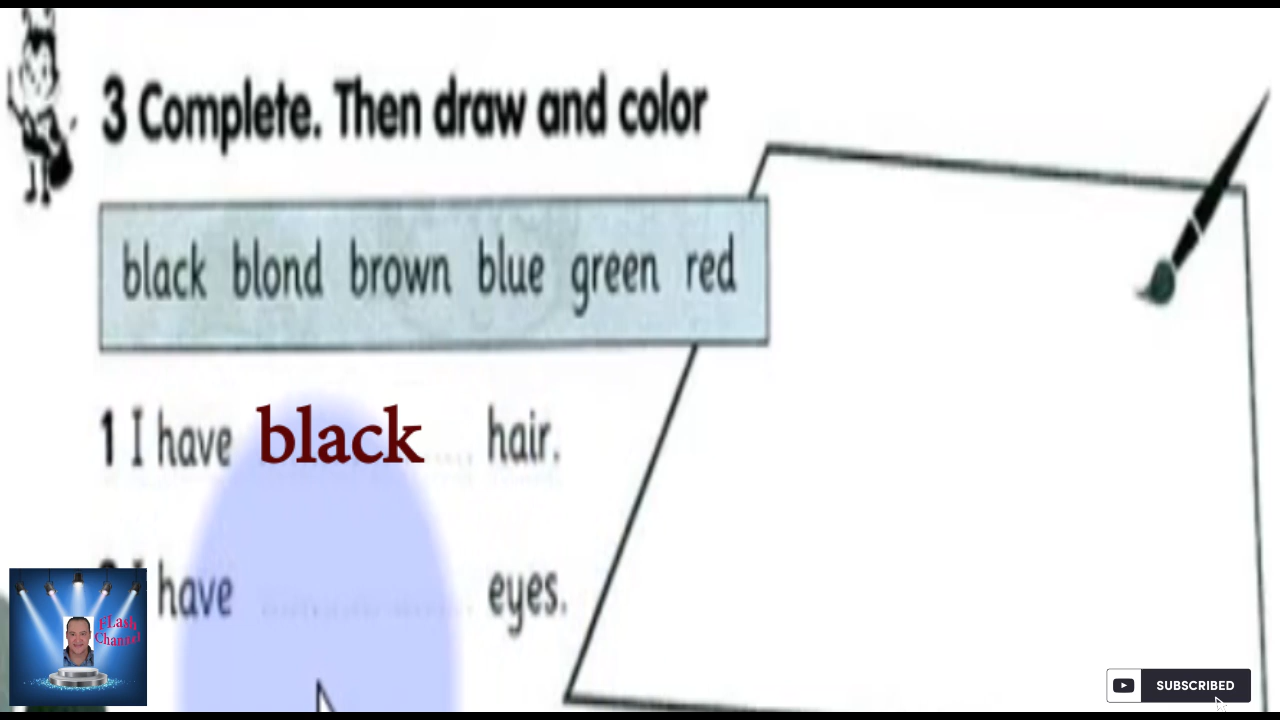 3 Complete. Then draw and color
black blond brown blue green red
1 I have black hair.
I have eyes.
FLash
Channel
SUBSCRIBED